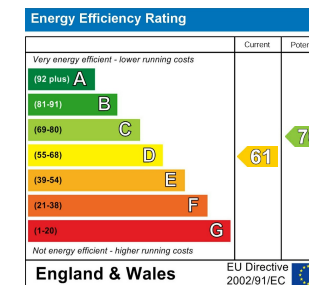 Energy Efficiency Rating
Current
Very energy efficient - lower running costs
(92 plus) A
(81-91) B
(69-80) C
(55-68) D
61
(39-54) E
(21-38) F
(1-20) G
Not energy efficient - higher running costs
England & Wales
EU Directive
2002/91/EC